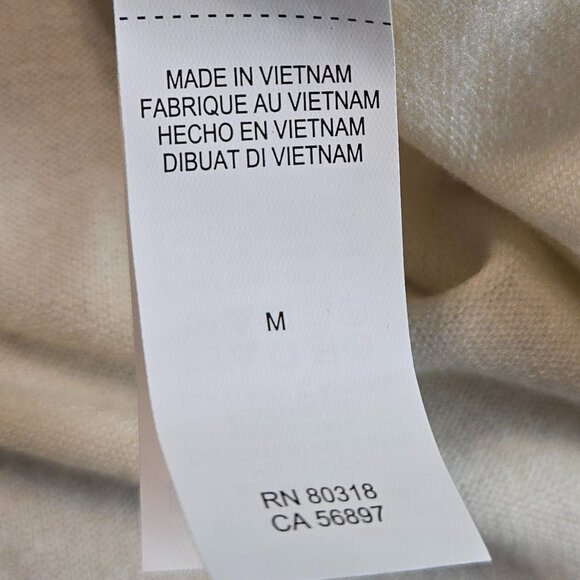 MADE IN VIETNAM
FABRIQUE AU VIETNAM
HECHO EN VIETNAM
DIBUAT DI VIETNAM
M
RN 80318
CA 56897